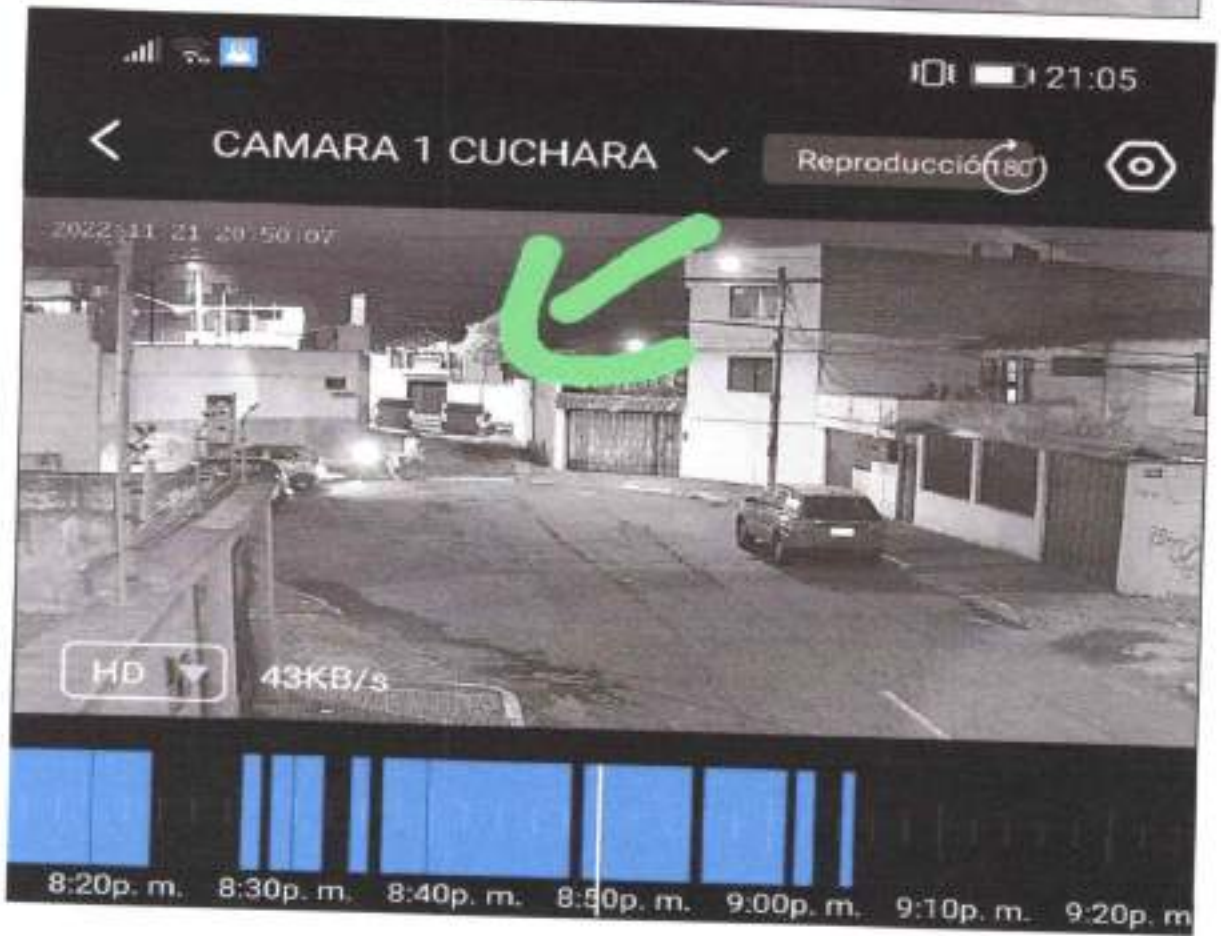 21:05
CAMARA 1 CUCHARA
Reproducción
180
2022-11-21 20:50:07
HD
43KB/s
8:20p. m. 8:30p. m. 8:40p. m. 8:50p. m. 9:00p. m. 9:10p. m. 9:20p. m